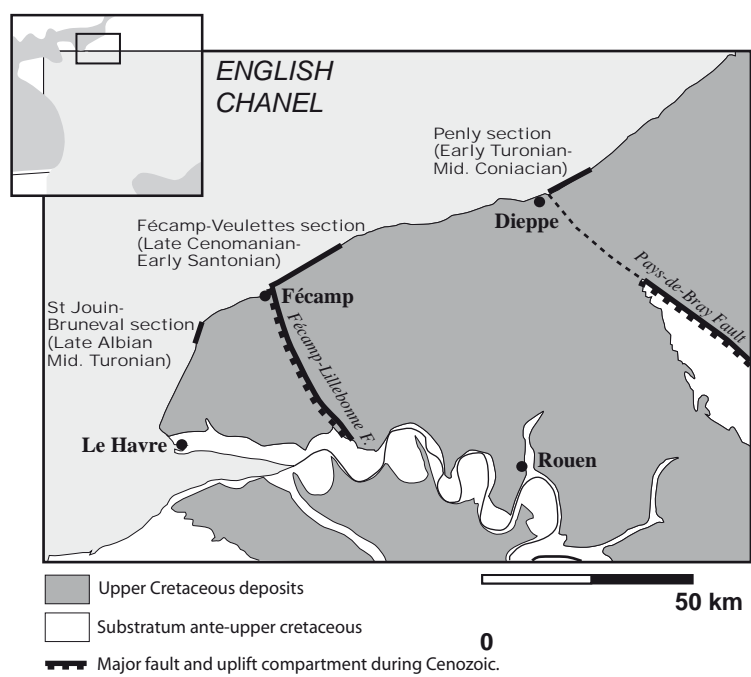 ENGLISH
CHANEL
Penly section
(Early Turonian-
Mid. Coniacian)
Dieppe
Fécamp-Veulettes section
(Late Cenomanian-
Early Santonian)
Pays-de-Bray Fault
Fécamp
St Jouin-
Bruneval section
(Late Albian
Mid. Turonian)
Fécamp-Lillebonne F.
Le Havre
Rouen
Upper Cretaceous deposits
50 km
Substratum ante-upper cretaceous
0
Major fault and uplift compartment during Cenozoic.